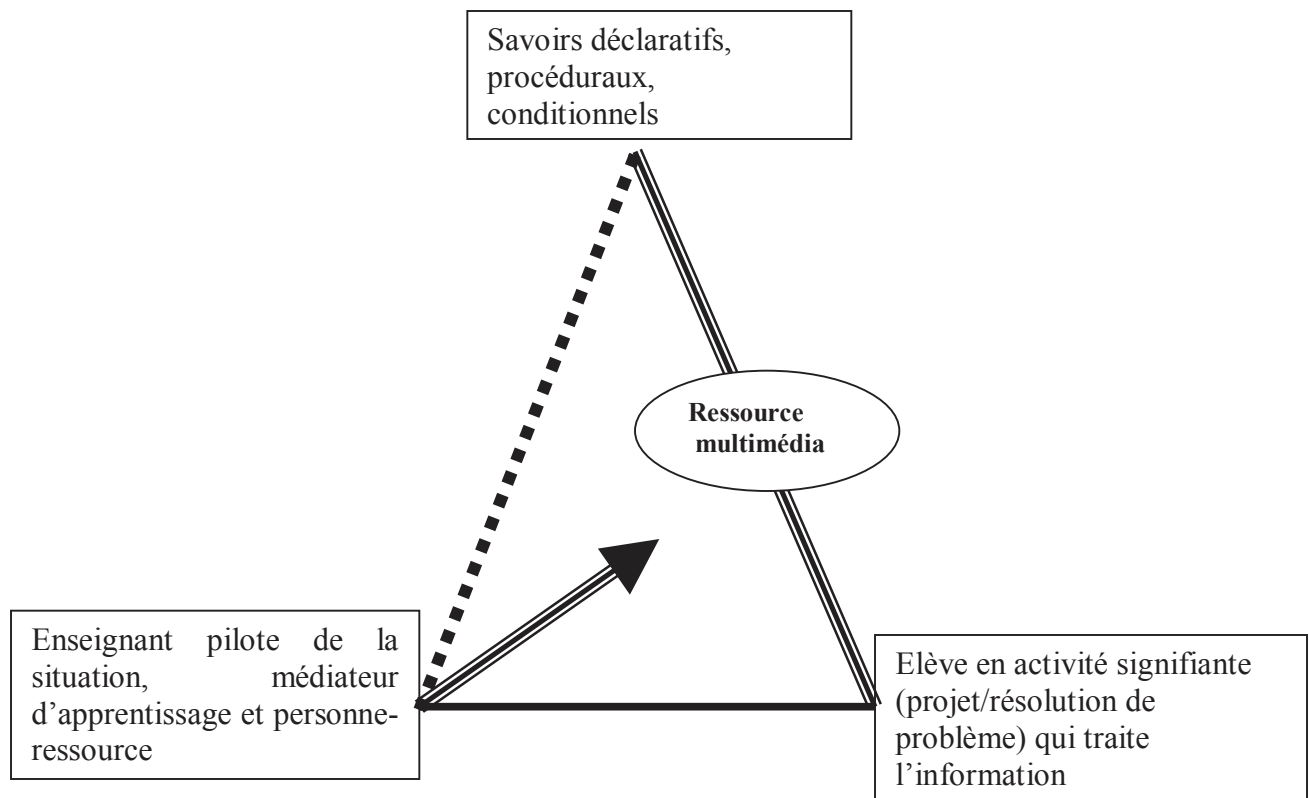 Savoirs déclaratifs,
procéduraux,
conditionnels
Ressource
multimédia
Enseignant pilote de la
situation, médiateur
d’apprentissage et personne-
ressource
Elève en activité signifiante
(projet/résolution de
problème) qui traite
l’information